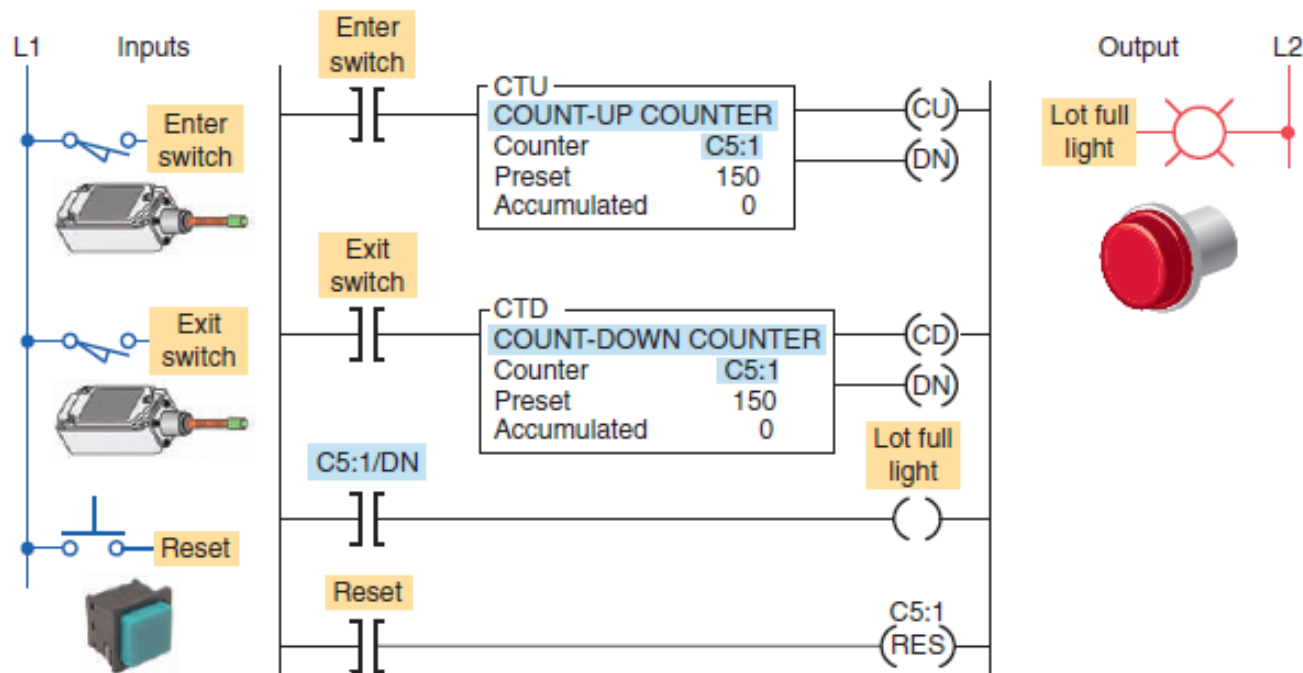 L1
Inputs
Enter
switch
Exit
switch
Reset
Enter
switch
CTU
COUNT-UP COUNTER
Counter C5:1
Preset 150
Accumulated 0
(CU)
(DN)
Exit
switch
CTD
COUNT-DOWN COUNTER
Counter C5:1
Preset 150
Accumulated 0
(CD)
(DN)
C5:1/DN
Lot full
light
Reset
C5:1
(RES)
Output
L2
Lot full
light